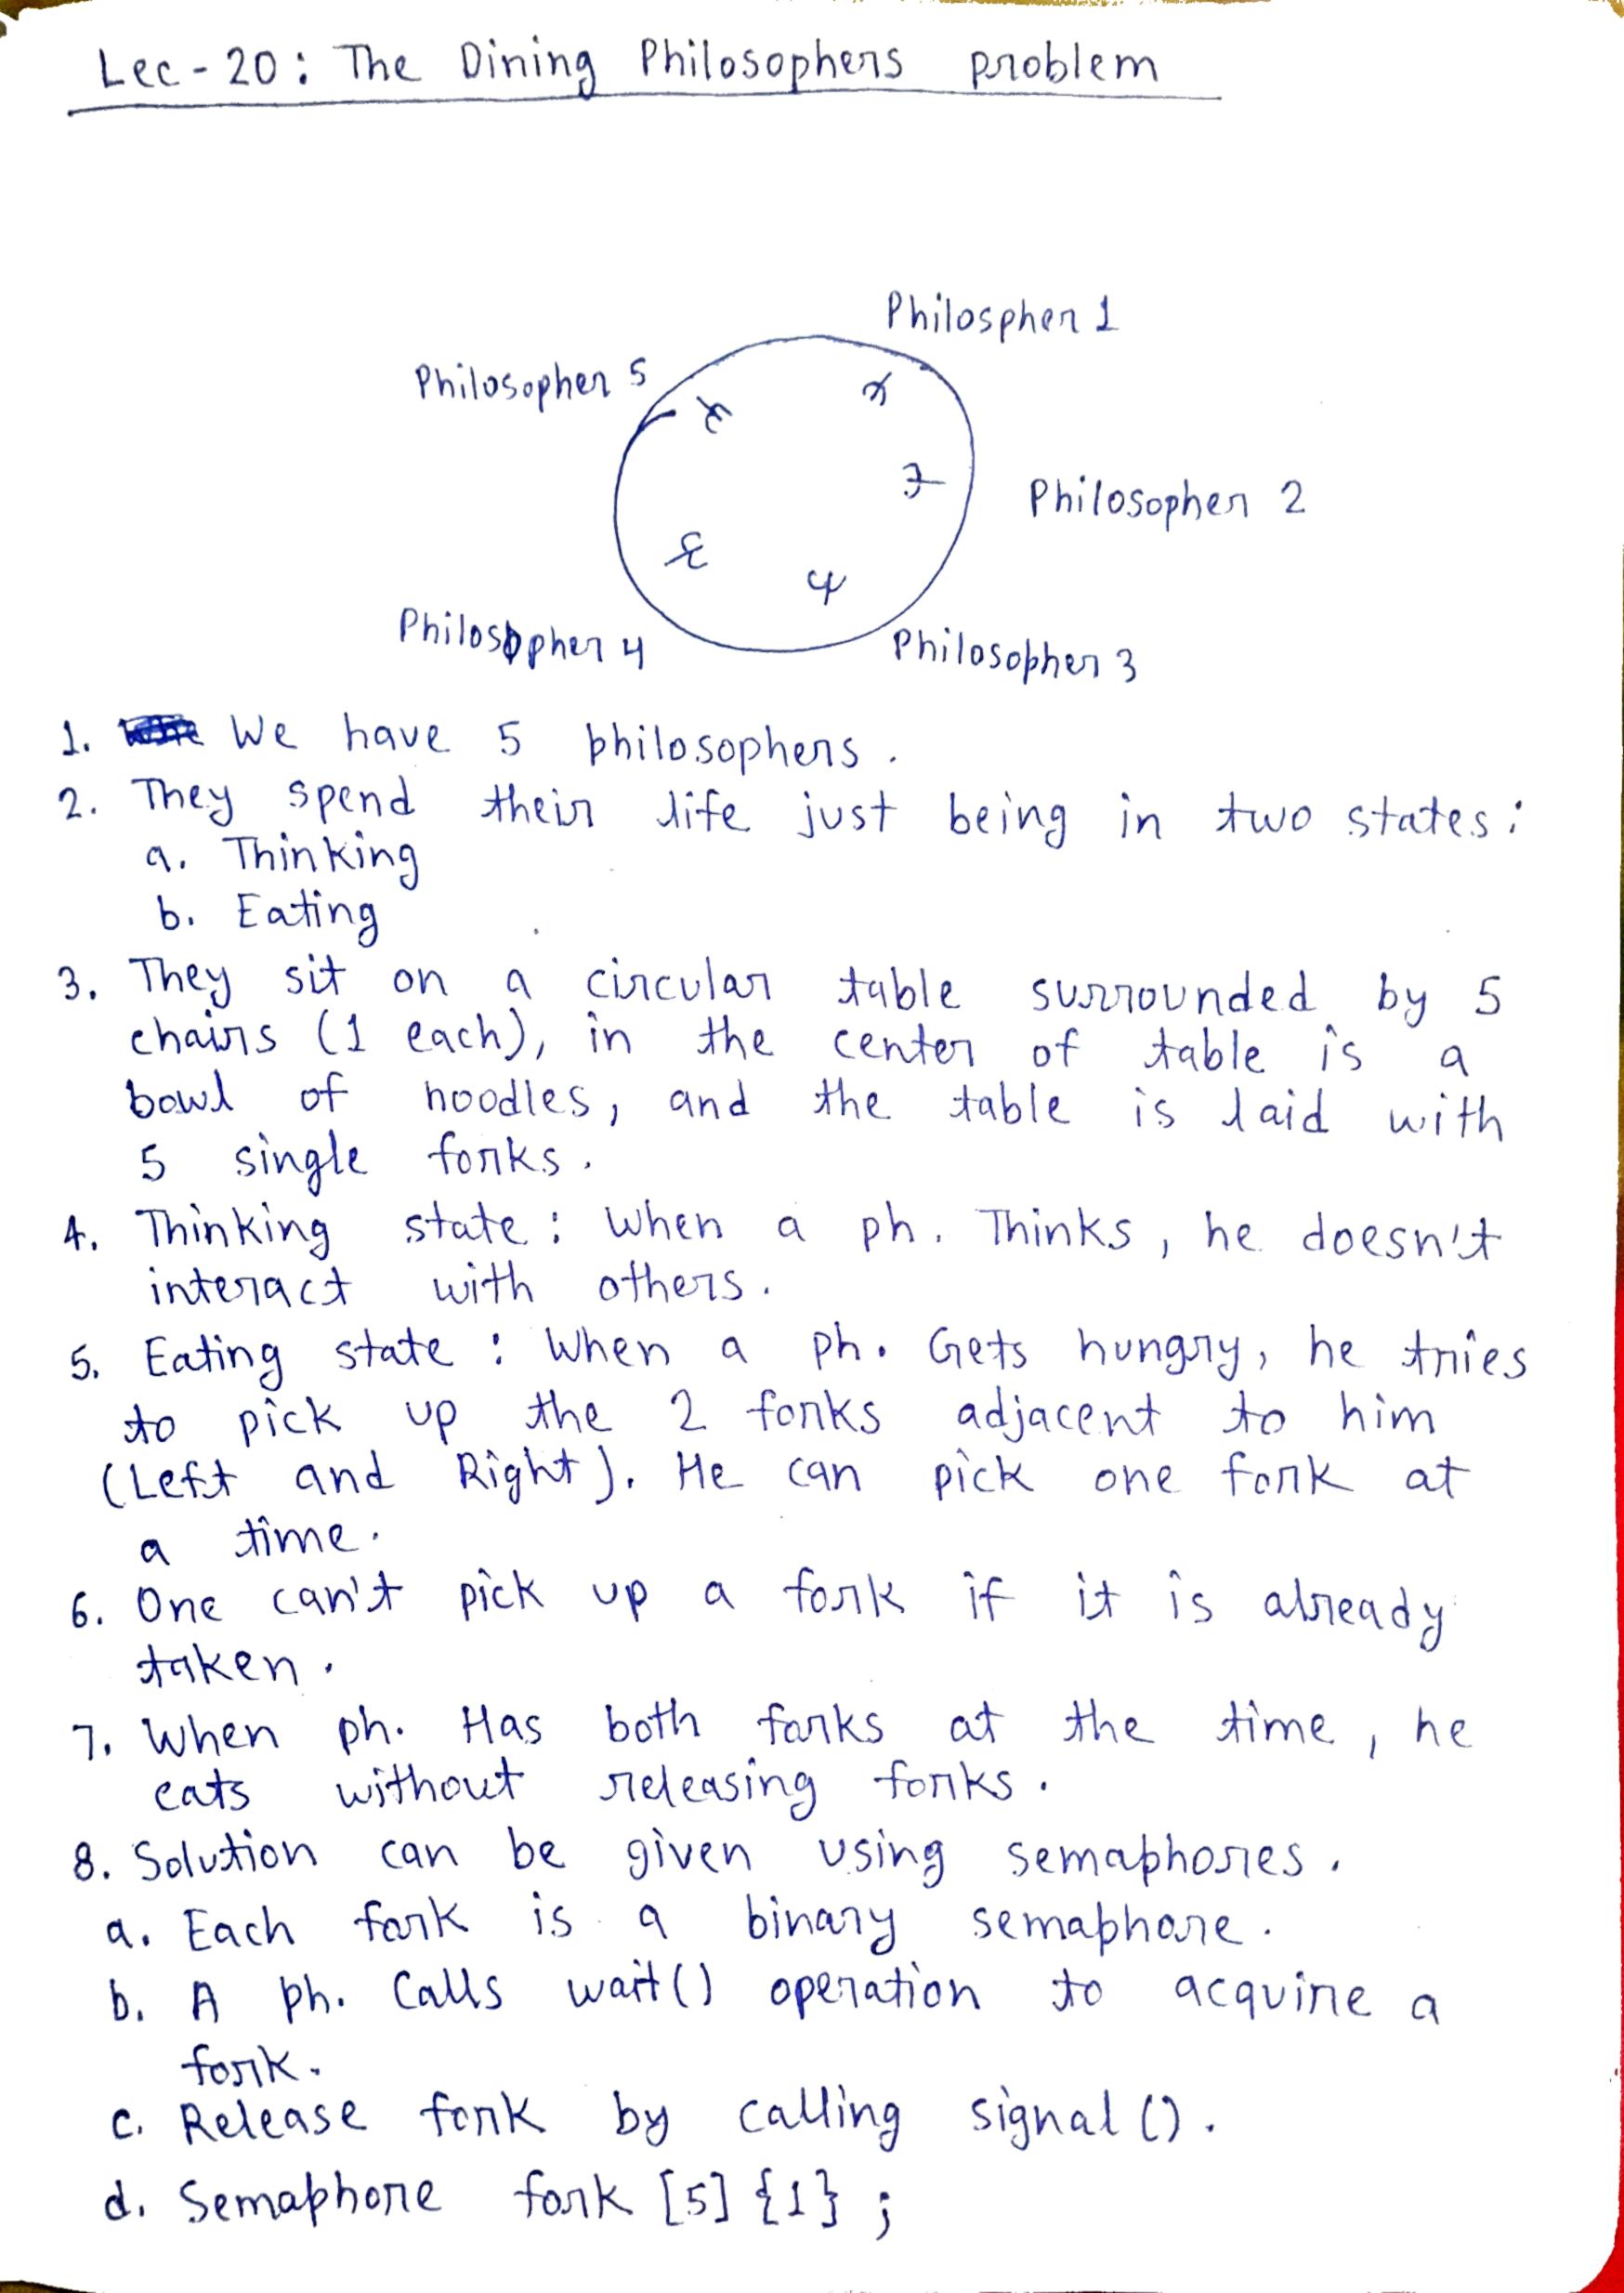 Lec-20: The Dining Philosophers problem
Philospher 1
Philosopher 5
Philosopher 2
Philosopher 4
Philosopher 3
1. We have 5 philosophers.
2. They spend their life just being in two states:
a. Thinking
b. Eating
3. They sit on a circular table surrounded by 5
chairs (1 each), in the center of table is a
bowl of noodles, and the table is laid with
5 single forks.
4. Thinking state: When a ph. Thinks, he doesn't
interact with others.
5. Eating state: When a ph. Gets hungry, he tries
to pick up the 2 forks adjacent to him
(Left and Right). He can pick one fork at
a time.
6. One can't pick up a fork if it is already
taken.
7. When ph. Has both forks at the time, he
eats without releasing forks.
8. Solution can be given using semaphores.
a. Each fork is a binary semaphore.
b. A ph. Calls wait() operation to acquire a
fork.
c. Release fork by calling signal().
d. Semaphore fork [5] {1};